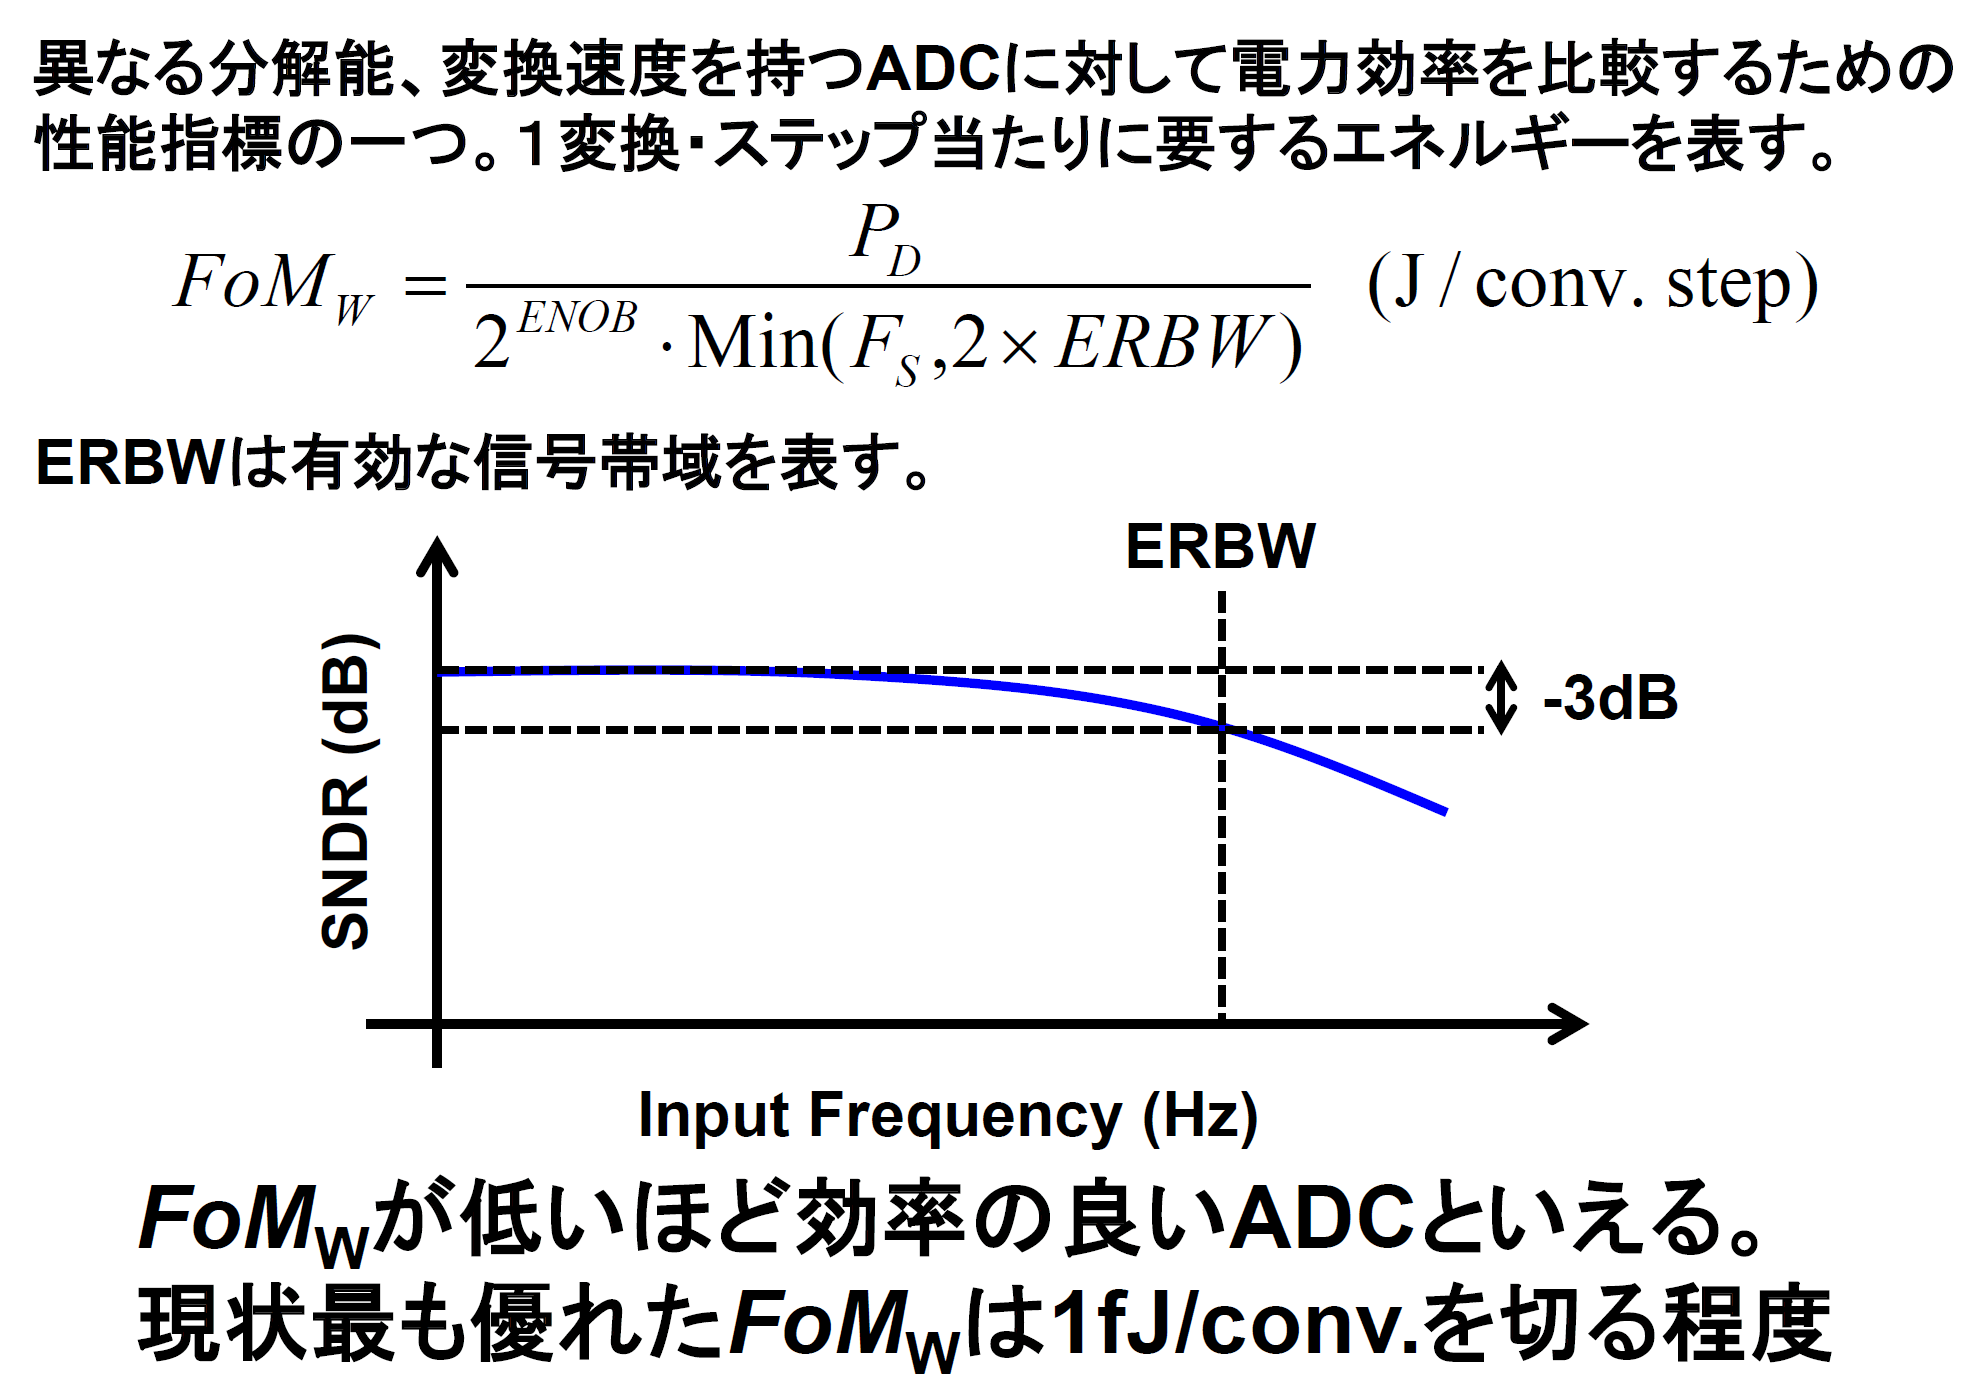 異なる分解能、変換速度を持つADCに対して電力効率を比較するための
性能指標の一つ。１変換・ステップ当たりに要するエネルギーを表す。
FoM_W = P_D / (2^ENOB · Min(F_S,2×ERBW)) (J / conv. step)
ERBWは有効な信号帯域を表す。
ERBW
-3dB
SNDR (dB)
Input Frequency (Hz)
FoMWが低いほど効率の良いADCといえる。
現状最も優れたFoMWは1fJ/conv.を切る程度